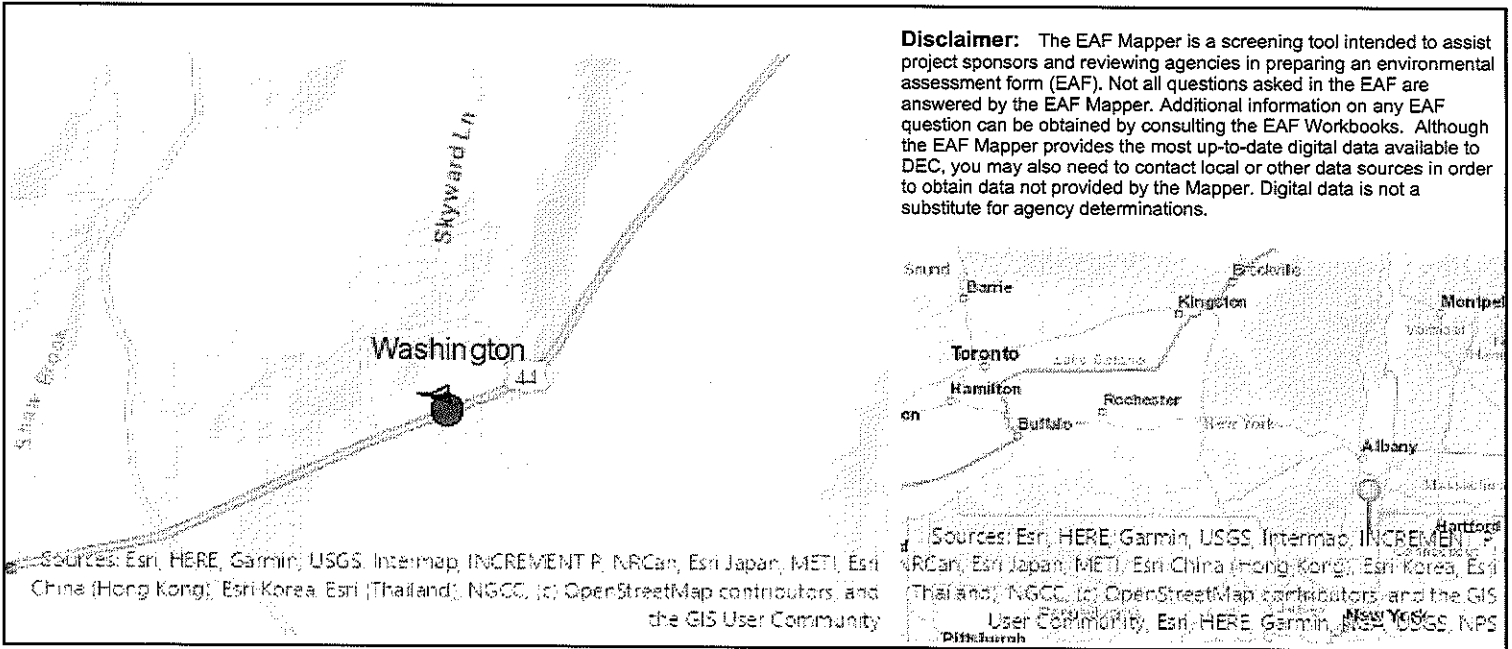 Disclaimer: The EAF Mapper is a screening tool intended to assist
project sponsors and reviewing agencies in preparing an environmental
assessment form (EAF). Not all questions asked in the EAF are
answered by the EAF Mapper. Additional information on any EAF
question can be obtained by consulting the EAF Workbooks. Although
the EAF Mapper provides the most up-to-date digital data available to
DEC, you may also need to contact local or other data sources in order
to obtain data not provided by the Mapper. Digital data is not a
substitute for agency determinations.
Skyward Ln
Washington
44
Sources: Esri, HERE, Garmin, USGS, Intermap, INCREMENT P, NRCan, Esri Japan, METI, Esri
China (Hong Kong), Esri Korea, Esri (Thailand), NGCC, (c) OpenStreetMap contributors, and
the GIS User Community
Sound
Barrie
Brockville
Kingston
Montpel
Vermont
Toronto
Lake Ontario
Hamilton
Rochester
on
Buffalo
New York
Albany
Massachus
Hartford
Sources: Esri, HERE, Garmin, USGS, Intermap, INCREMENT P,
NRCan, Esri Japan, METI, Esri China (Hong Kong), Esri Korea, Esri
(Thailand), NGCC, (c) OpenStreetMap contributors, and the GIS
User Community, Esri, HERE, Garmin, NGA, USGS, NPS
New York
Pittsburgh